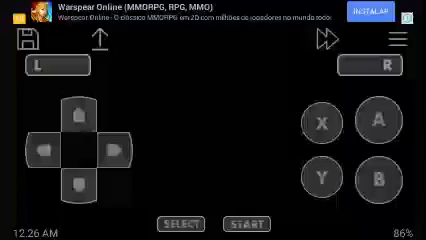 Warspear Online (MMORPG, RPG, MMO)
Warspear Online - O clássico MMORPG em 2D com milhões de jogadores no mundo todo!
INSTALAR
L
R
X
A
Y
B
SELECT
START
12.26 AM
86%